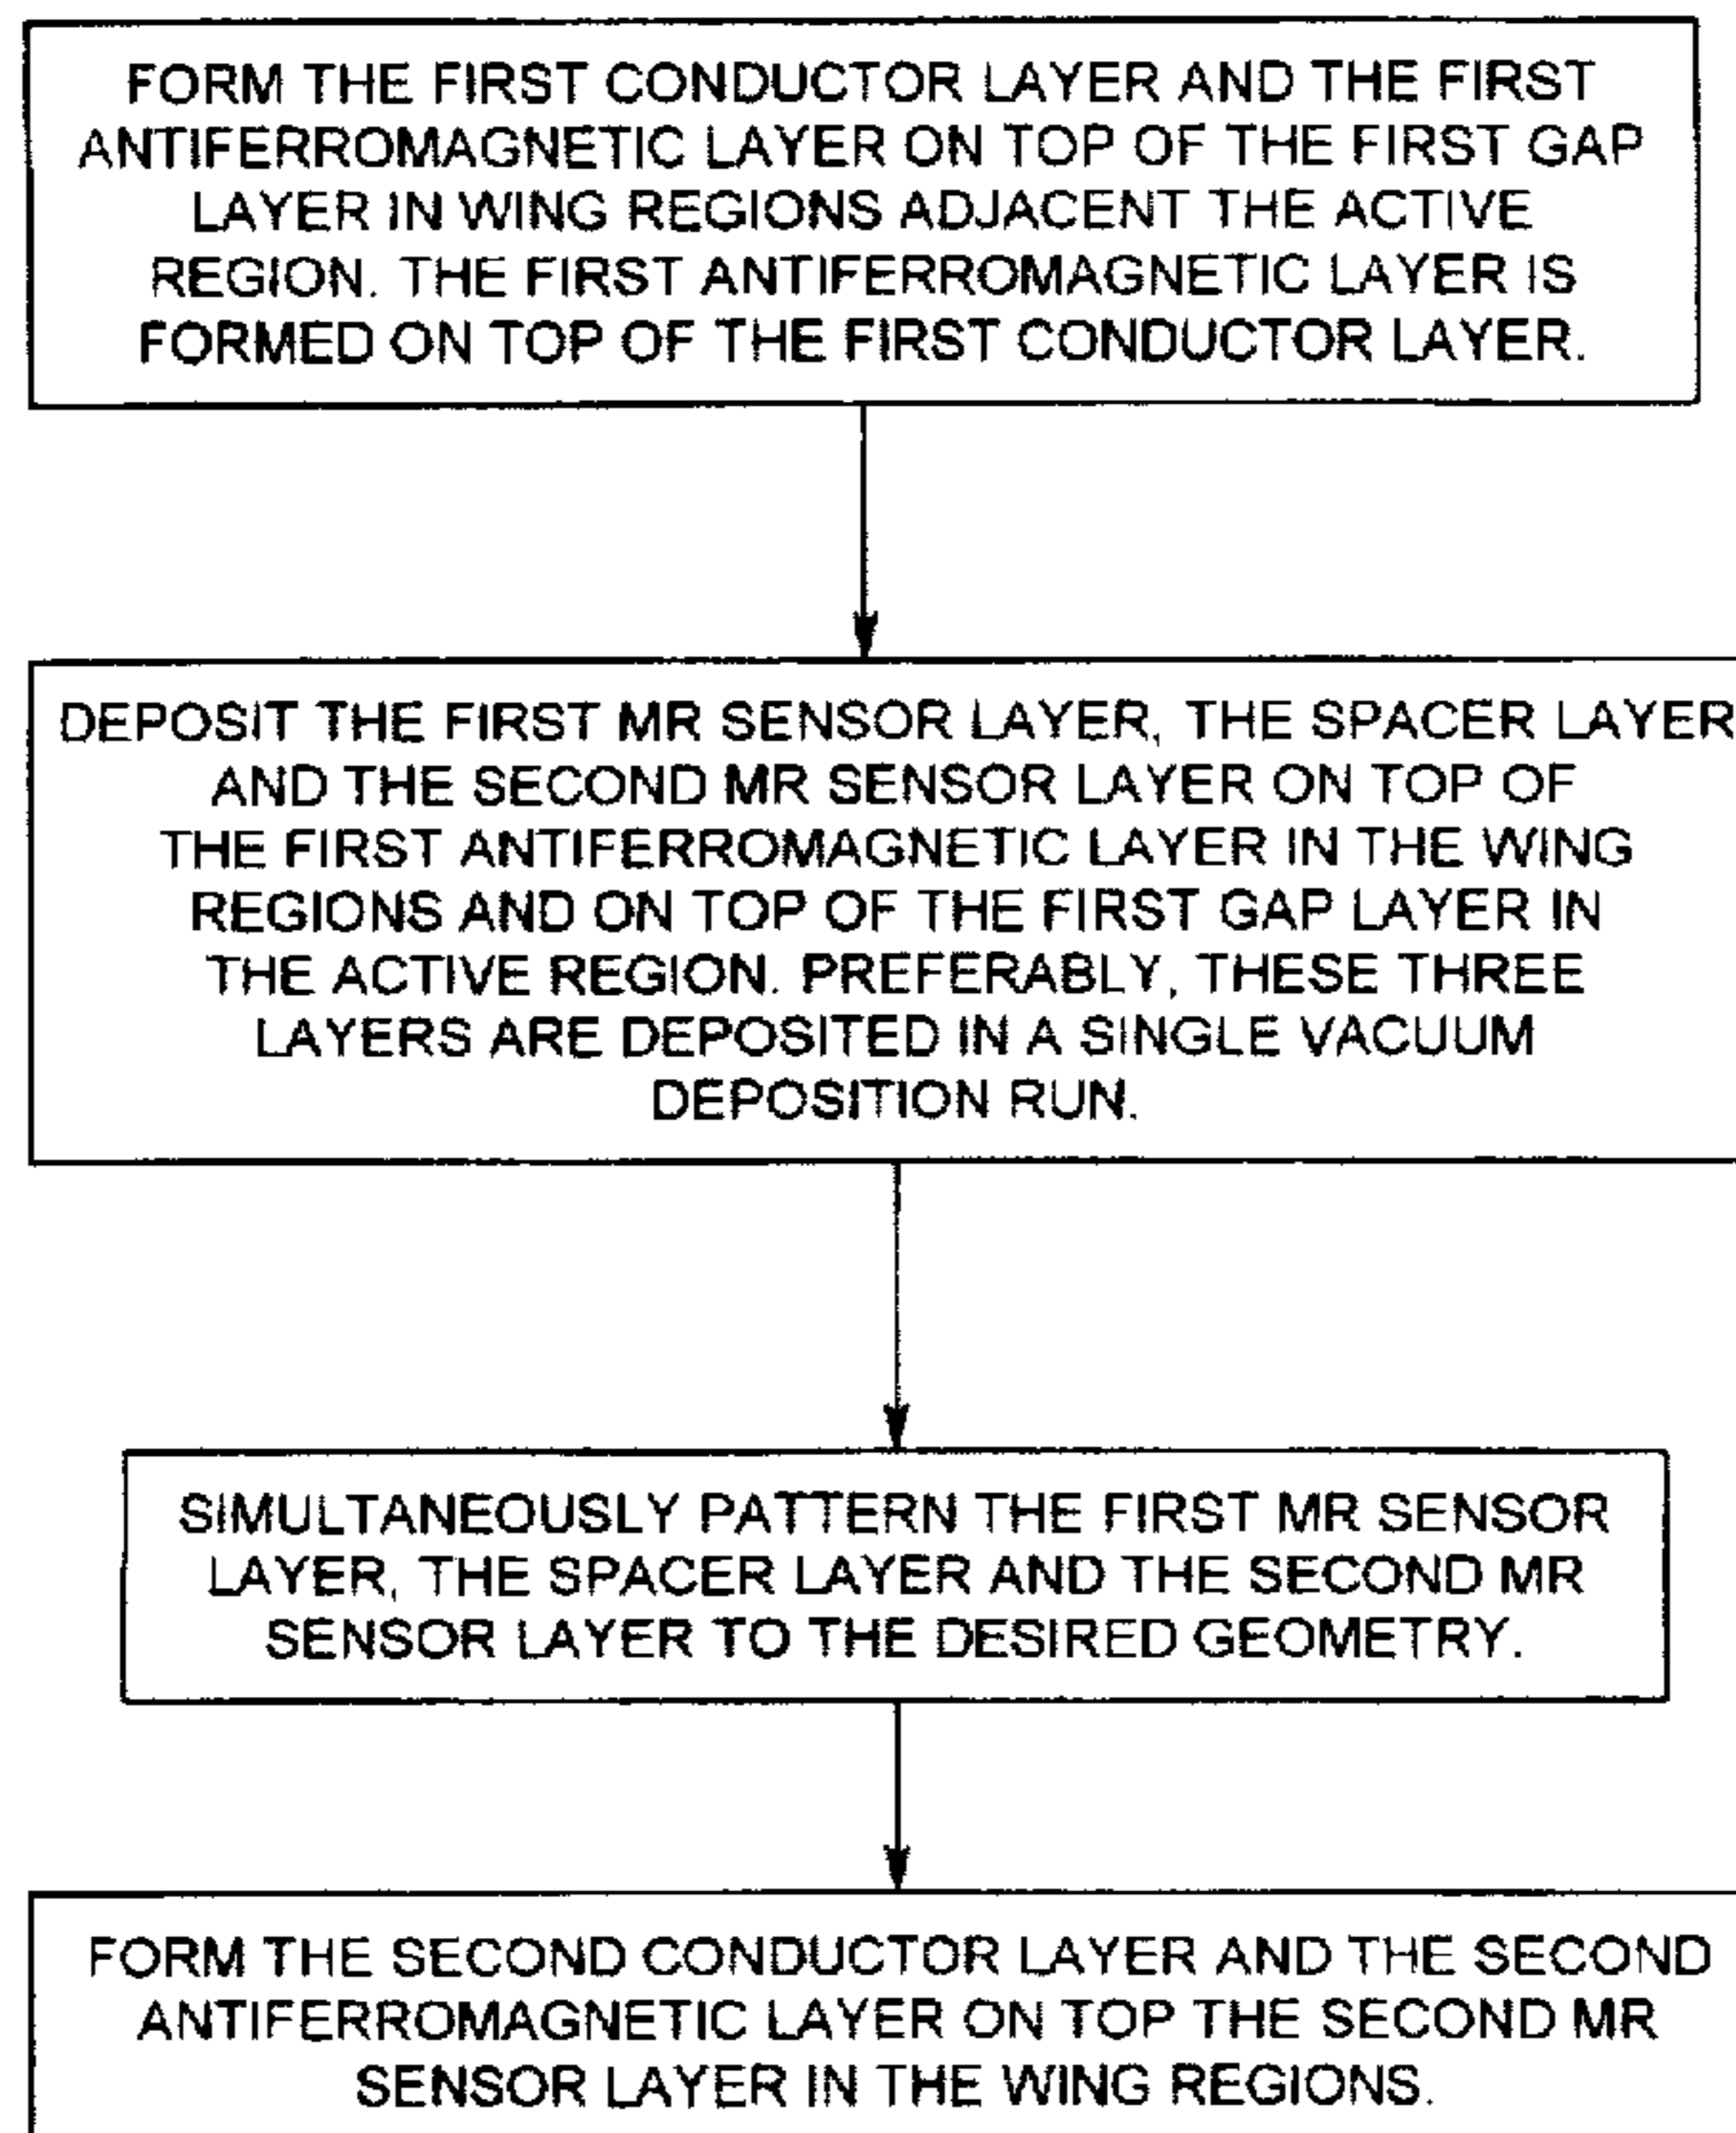 FORM THE FIRST CONDUCTOR LAYER AND THE FIRST
ANTIFERROMAGNETIC LAYER ON TOP OF THE FIRST GAP
LAYER IN WING REGIONS ADJACENT THE ACTIVE
REGION. THE FIRST ANTIFERROMAGNETIC LAYER IS
FORMED ON TOP OF THE FIRST CONDUCTOR LAYER.
DEPOSIT THE FIRST MR SENSOR LAYER, THE SPACER LAYER
AND THE SECOND MR SENSOR LAYER ON TOP OF
THE FIRST ANTIFERROMAGNETIC LAYER IN THE WING
REGIONS AND ON TOP OF THE FIRST GAP LAYER IN
THE ACTIVE REGION. PREFERABLY, THESE THREE
LAYERS ARE DEPOSITED IN A SINGLE VACUUM
DEPOSITION RUN.
SIMULTANEOUSLY PATTERN THE FIRST MR SENSOR
LAYER, THE SPACER LAYER AND THE SECOND MR
SENSOR LAYER TO THE DESIRED GEOMETRY.
FORM THE SECOND CONDUCTOR LAYER AND THE SECOND
ANTIFERROMAGNETIC LAYER ON TOP THE SECOND MR
SENSOR LAYER IN THE WING REGIONS.